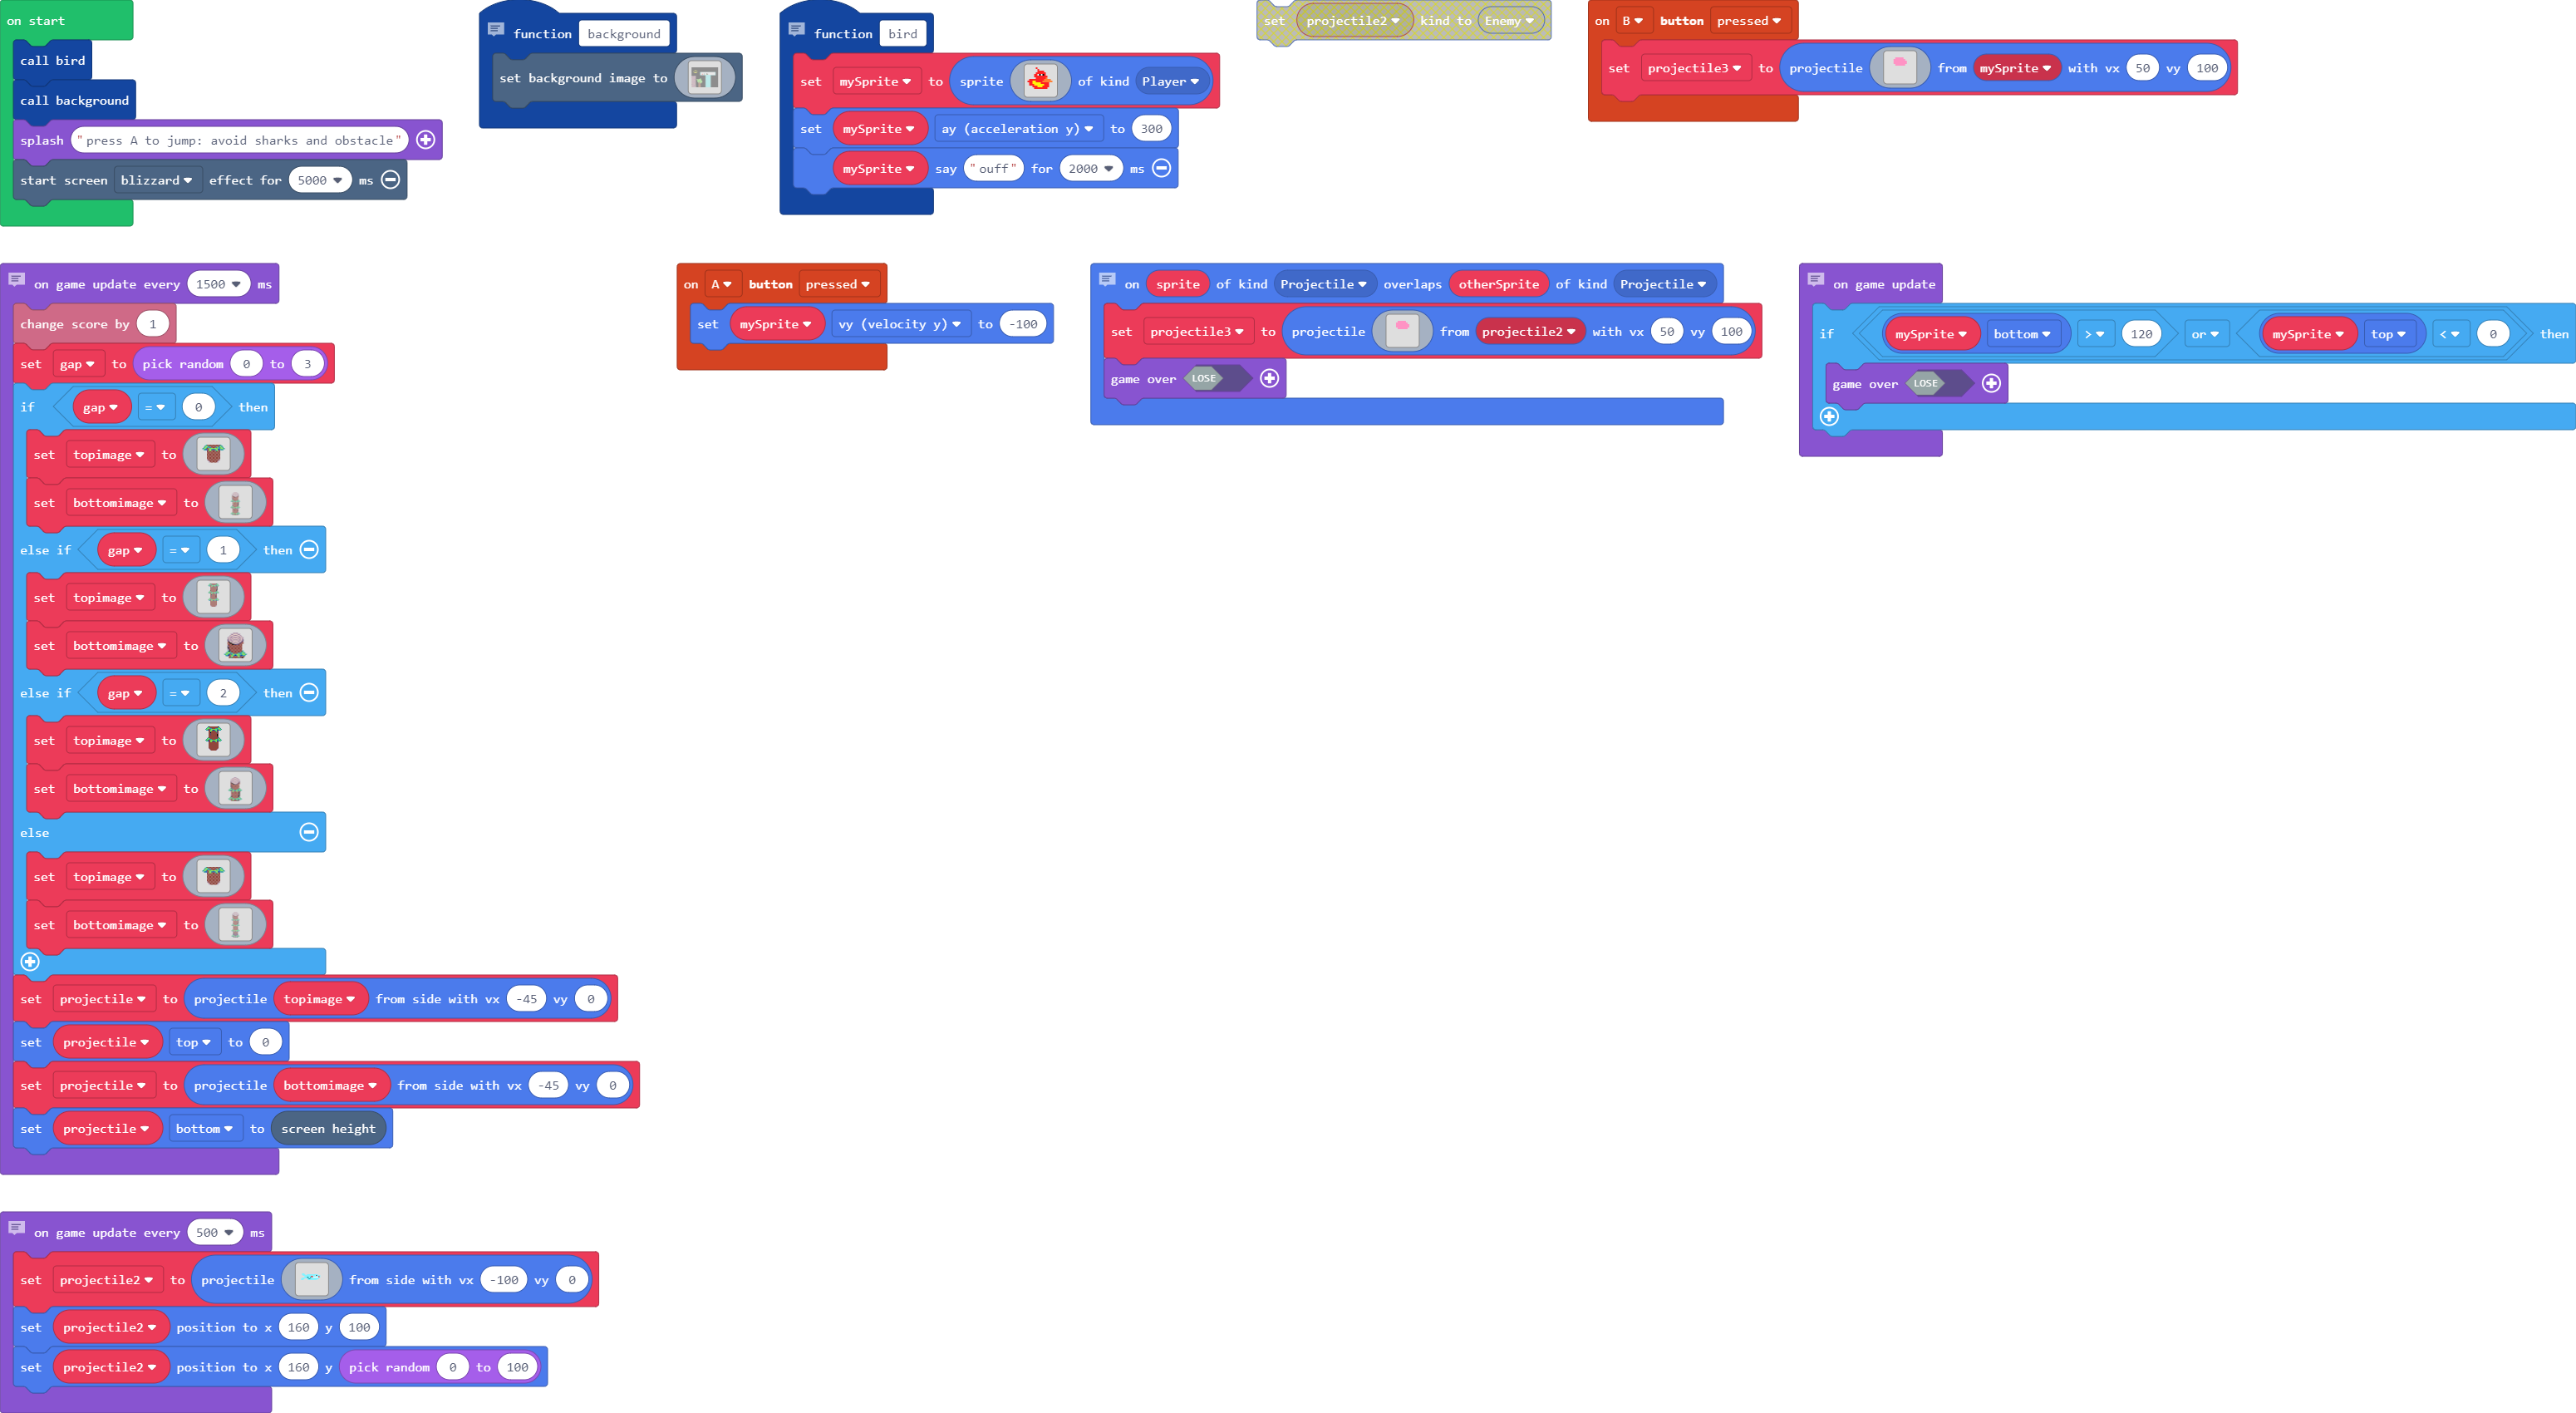 on start
call bird
call background
splash "press A to jump: avoid sharks and obstacle"
start screen blizzard effect for 5000 ms
function background
set background image to
function bird
set mySprite to sprite of kind Player
set mySprite ay (acceleration y) to 300
mySprite say "ouff" for 2000 ms
set projectile2 kind to Enemy
on B button pressed
set projectile3 to projectile from mySprite with vx 50 vy 100
on game update every 1500 ms
change score by 1
set gap to pick random 0 to 3
if gap = 0 then
set topimage to
set bottomimage to
else if gap = 1 then
set topimage to
set bottomimage to
else if gap = 2 then
set topimage to
set bottomimage to
else
set topimage to
set bottomimage to
set projectile to projectile topimage from side with vx -45 vy 0
set projectile top to 0
set projectile to projectile bottomimage from side with vx -45 vy 0
set projectile bottom to screen height
on A button pressed
set mySprite vy (velocity y) to -100
on sprite of kind Projectile overlaps otherSprite of kind Projectile
set projectile3 to projectile from projectile2 with vx 50 vy 100
game over LOSE
on game update
if mySprite bottom > 120 or mySprite top < 0 then
game over LOSE
on game update every 500 ms
set projectile2 to projectile from side with vx -100 vy 0
set projectile2 position to x 160 y 100
set projectile2 position to x 160 y pick random 0 to 100